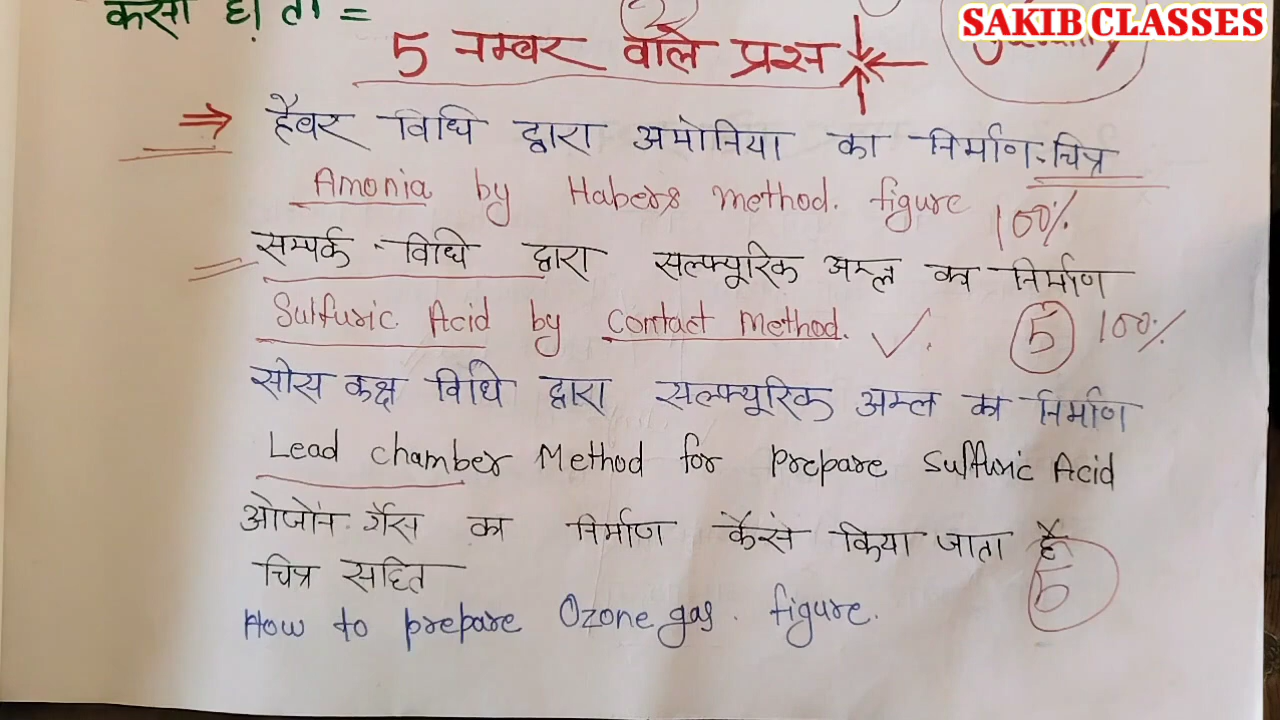 SAKIB CLASSES
कैसा हो, तो =
5 नम्बर वाले प्रश्न
हैबर विधि द्वारा अमोनिया का निर्माण-चित्र
Amonia by Habers method. figure 100%
सम्पर्क - विधि द्वारा सल्फ्यूरिक अम्ल का निर्माण
Sulfuric Acid by Contact Method. 5 100%
सीस कक्ष विधि द्वारा सल्फ्यूरिक अम्ल का निर्माण
Lead chamber Method for prepare Sulfuric Acid
ओजोन गैस का निर्माण कैसे किया जाता है
चित्र सहित 5
How to prepare Ozone gas. figure.